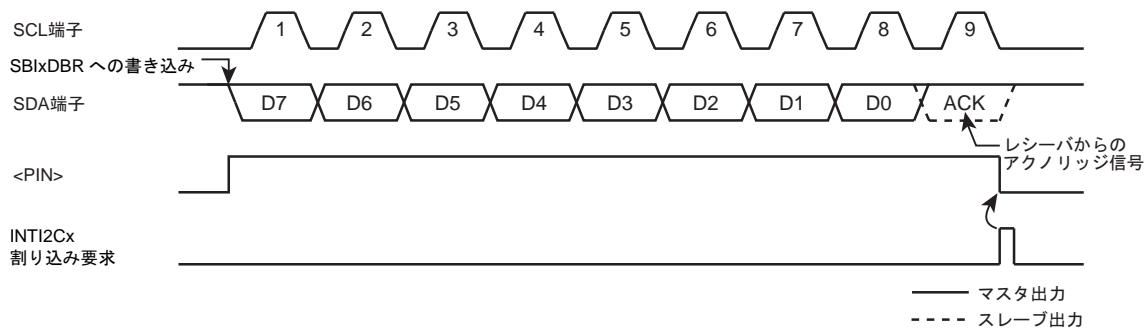 SCL端子
1 2 3 4 5 6 7 8 9
SBIxDBR への書き込み
SDA端子
D7 D6 D5 D4 D3 D2 D1 D0 ACK
レシーバからの
アクノリッジ信号
<PIN>
INTI2Cx
割り込み要求
マスタ出力
スレーブ出力